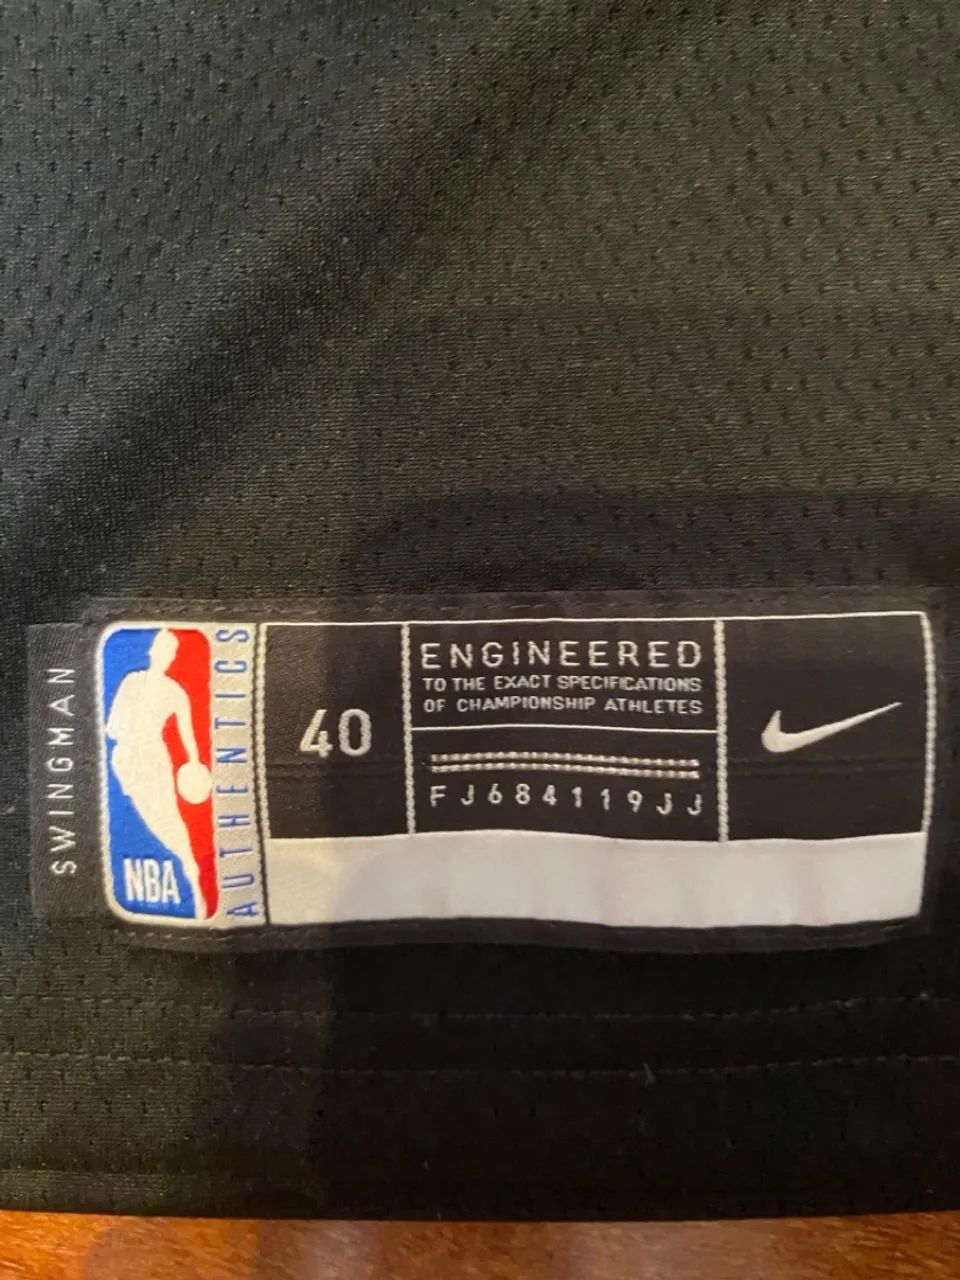 SWINGMAN
NBA
AUTHENTICS
40
ENGINEERED
TO THE EXACT SPECIFICATIONS
OF CHAMPIONSHIP ATHLETES
FJ684119JJ